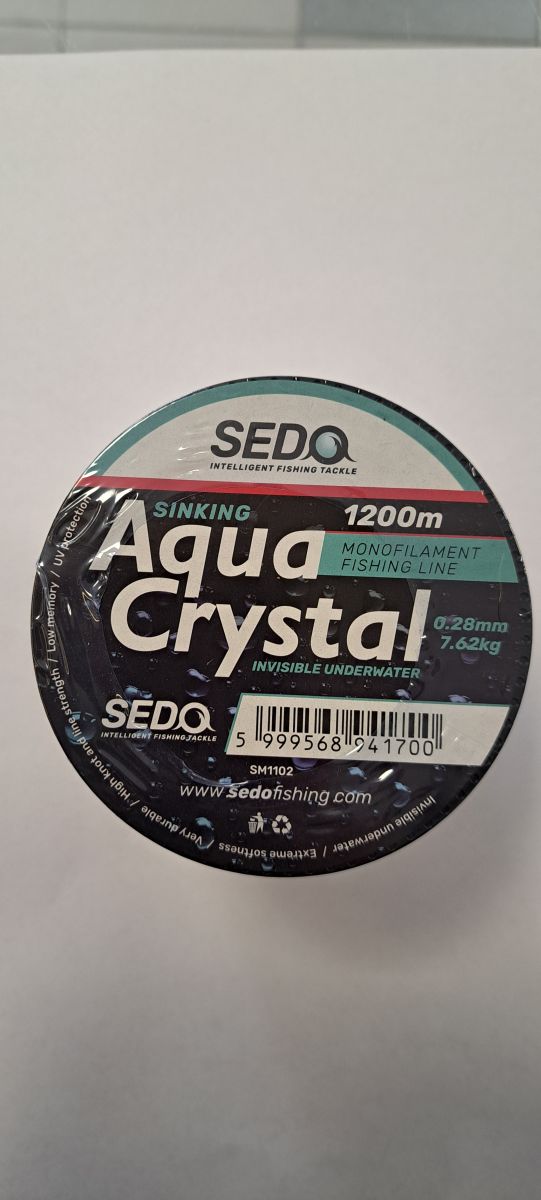 SEDO
INTELLIGENT FISHING TACKLE
SINKING
1200m
Aqua
MONOFILAMENT
FISHING LINE
Crystal
0.28mm
7.62kg
INVISIBLE UNDERWATER
SEDO
INTELLIGENT FISHING TACKLE
5 999568 941700
SM1102
www.sedofishing.com
Invisible underwater / Extreme softness / Very durable / High knot and line strength / Low memory / UV protection